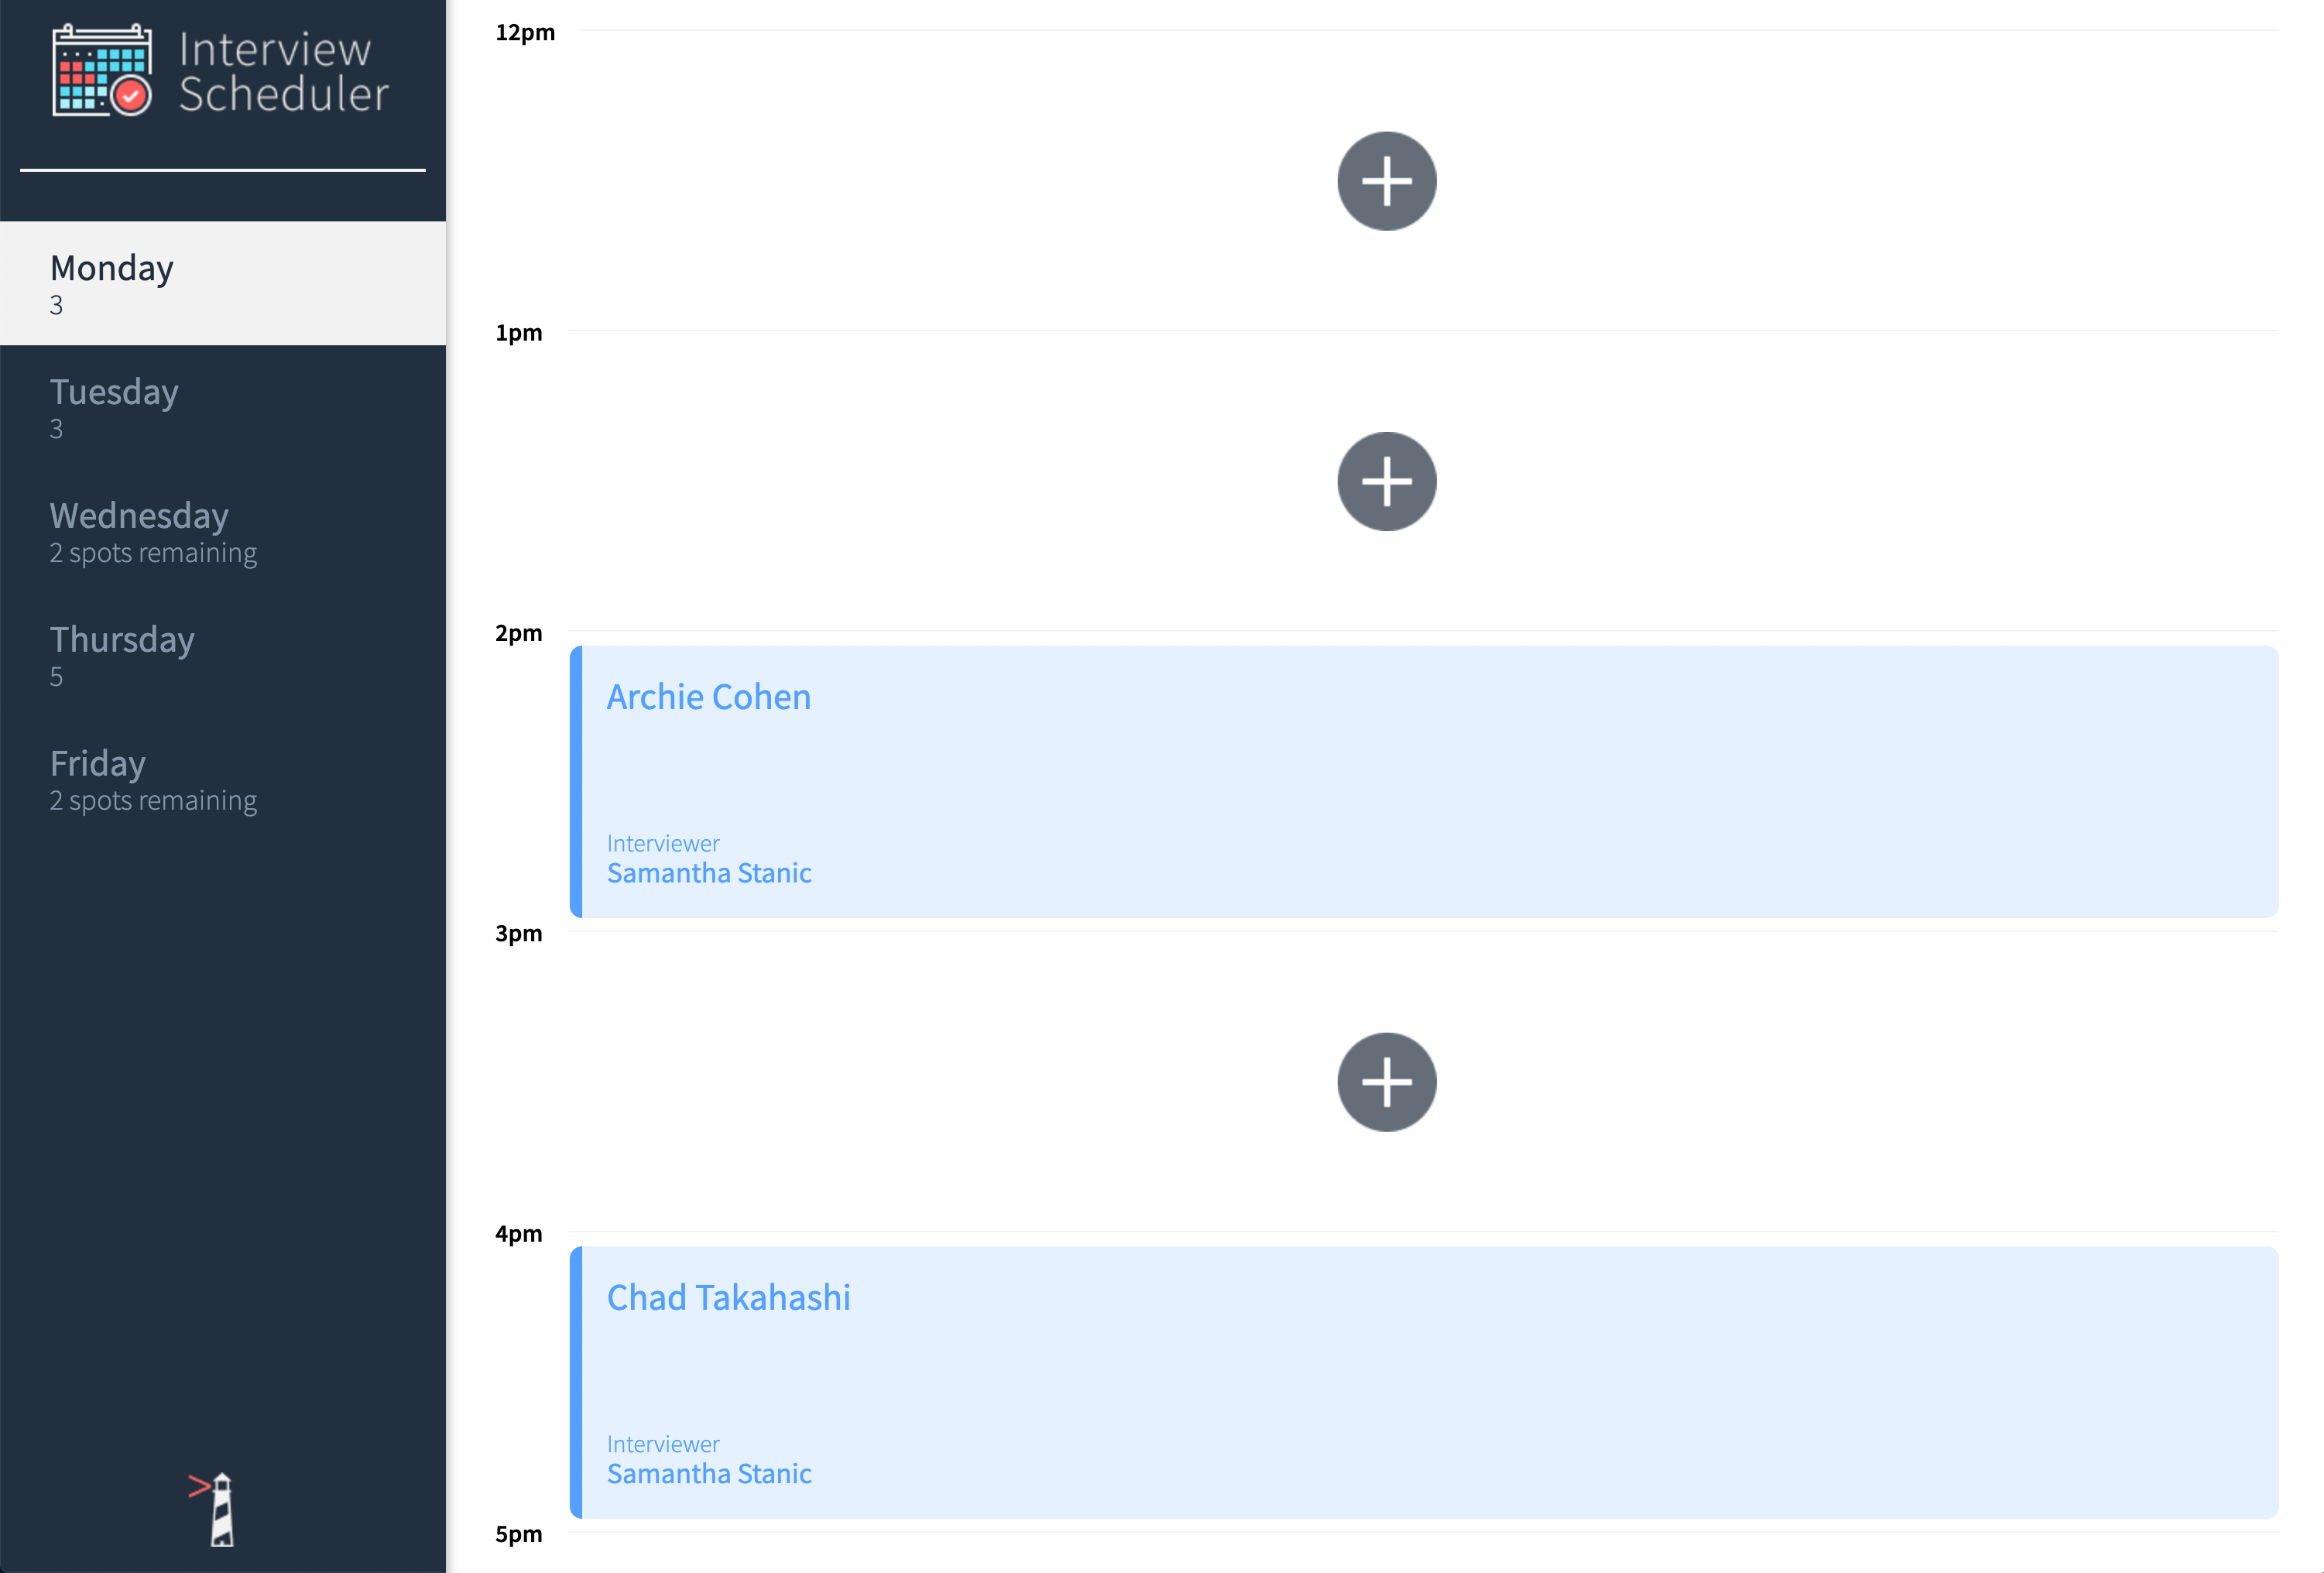 Interview
Scheduler
Monday
3
Tuesday
3
Wednesday
2 spots remaining
Thursday
5
Friday
2 spots remaining
12pm
1pm
2pm
Archie Cohen
Interviewer
Samantha Stanic
3pm
4pm
Chad Takahashi
Interviewer
Samantha Stanic
5pm